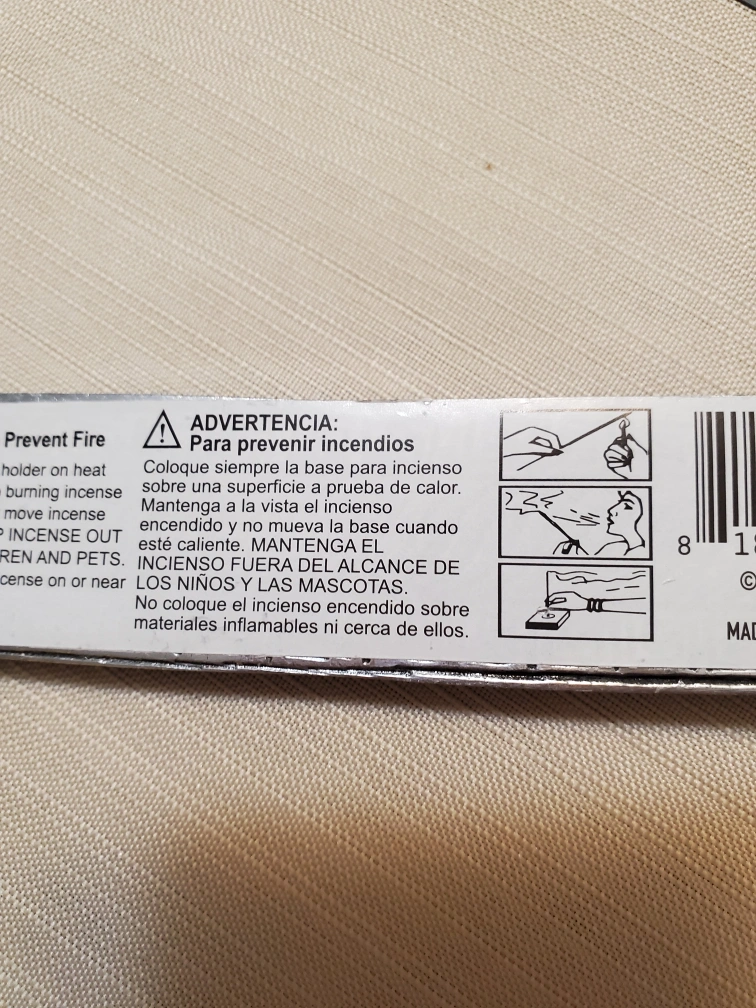 Prevent Fire
holder on heat
burning incense
move incense
INCENSE OUT
REN AND PETS.
cense on or near
ADVERTENCIA:
Para prevenir incendios
Coloque siempre la base para incienso
sobre una superficie a prueba de calor.
Mantenga a la vista el incienso
encendido y no mueva la base cuando
esté caliente. MANTENGA EL
INCIENSO FUERA DEL ALCANCE DE
LOS NIÑOS Y LAS MASCOTAS.
No coloque el incienso encendido sobre
materiales inflamables ni cerca de ellos.
8 18
©
MAD